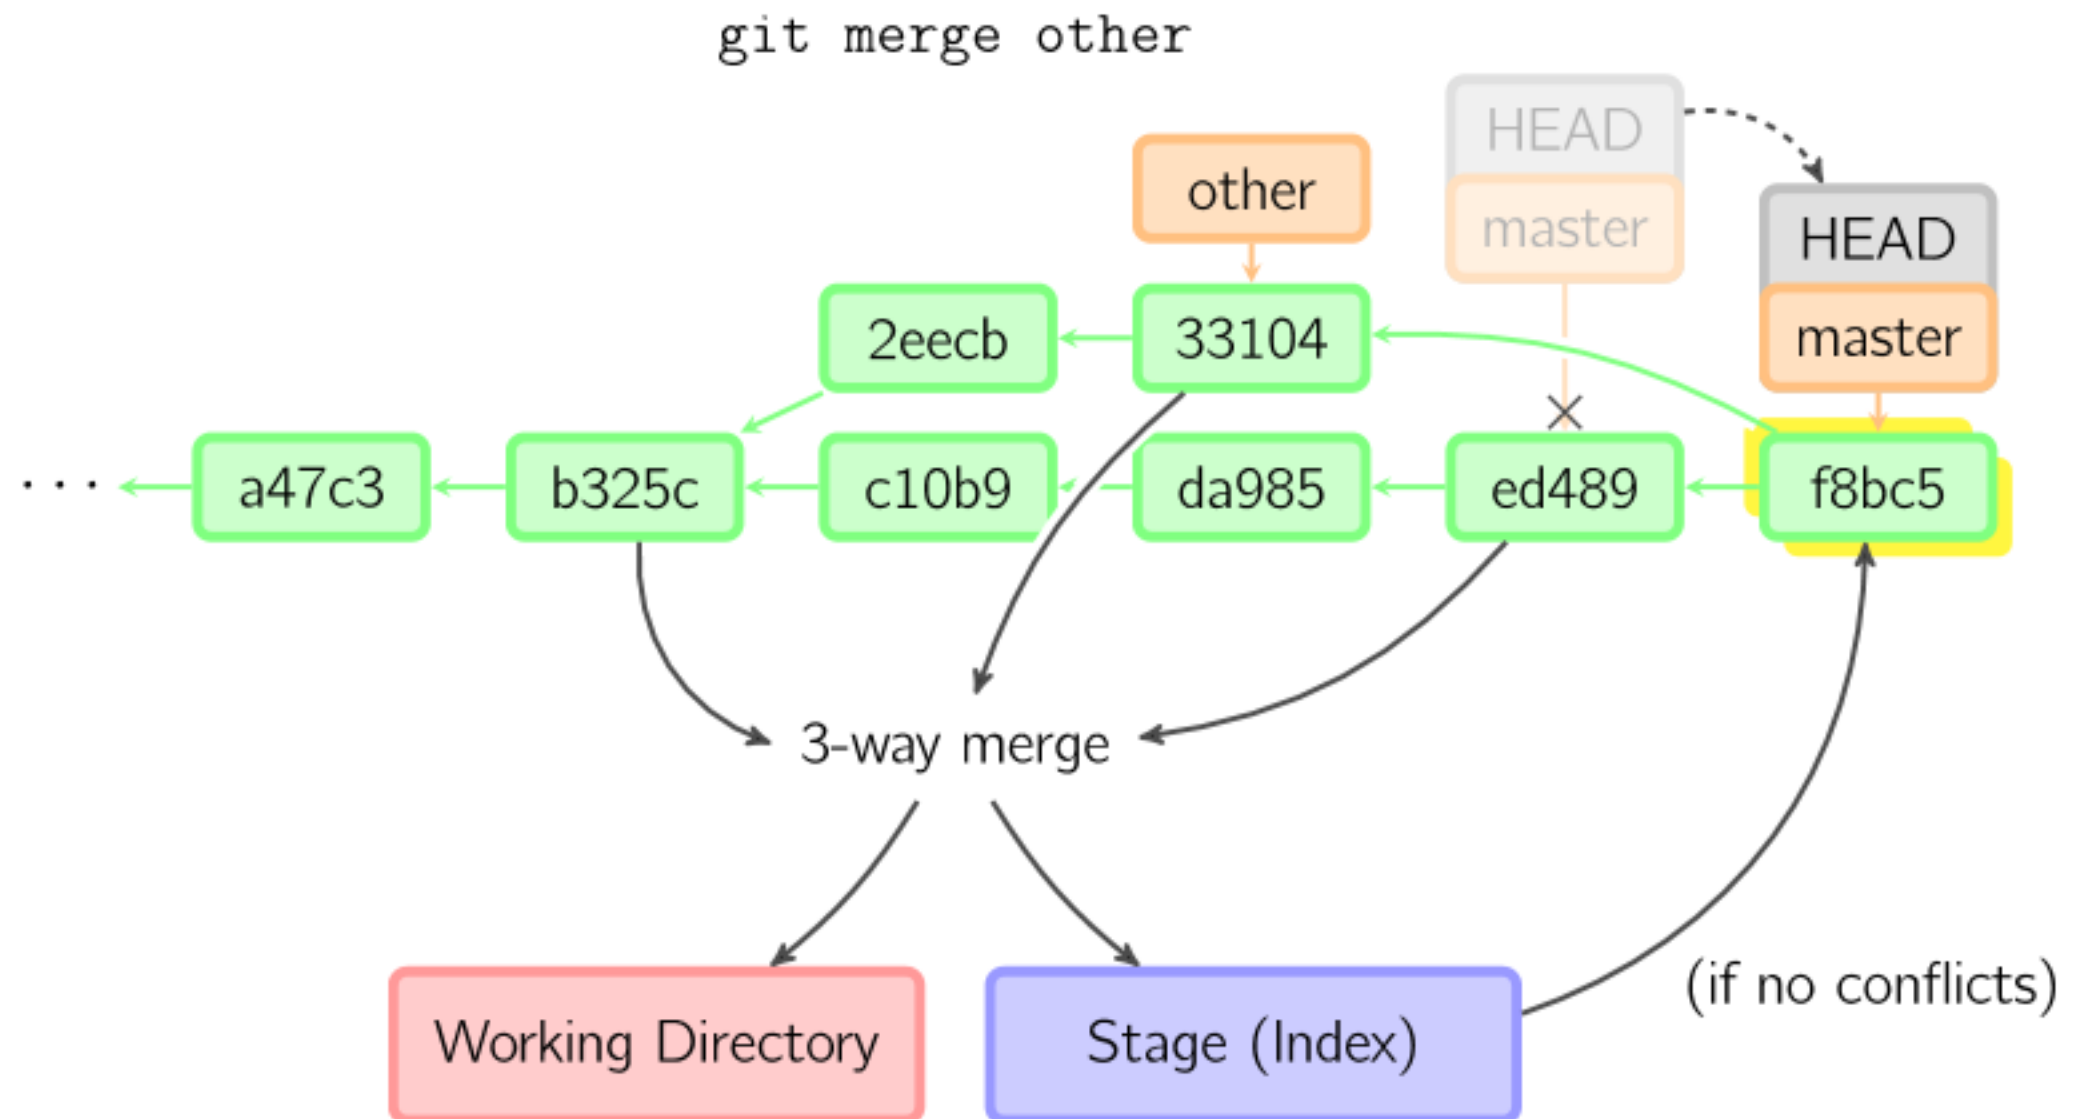 git merge other
HEAD
other
master
HEAD
2eecb
33104
master
...
a47c3
b325c
c10b9
da985
ed489
f8bc5
3-way merge
(if no conflicts)
Working Directory
Stage (Index)